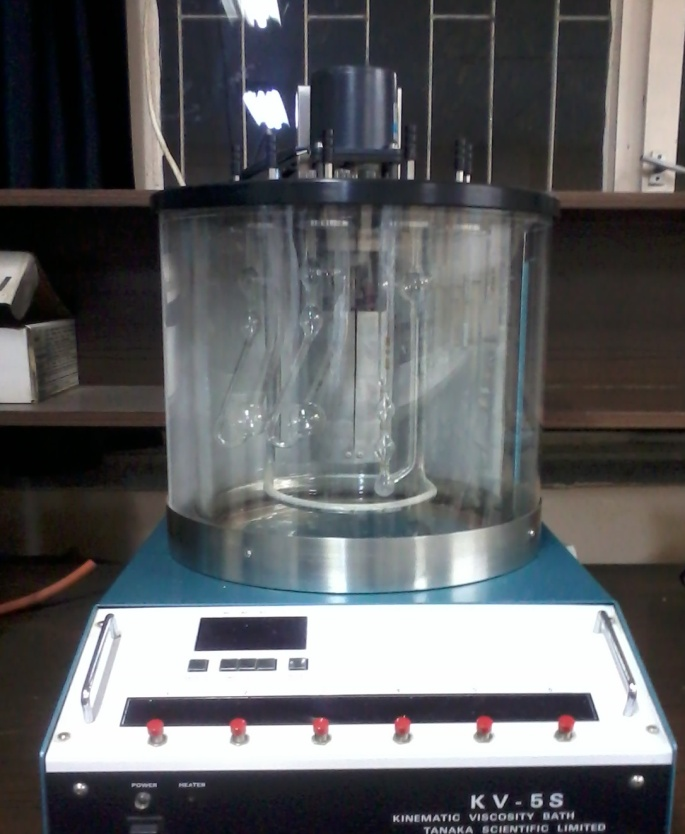 POWER HEATER
KV-5S
KINEMATIC VISCOSITY BATH
TANAKA SCIENTIFIC LIMITED